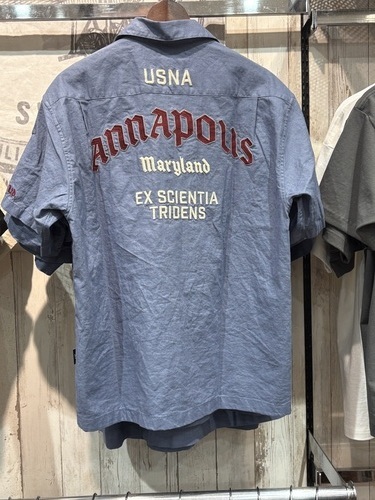 USNA
ANNAPOLIS
Maryland
EX SCIENTIA
TRIDENS